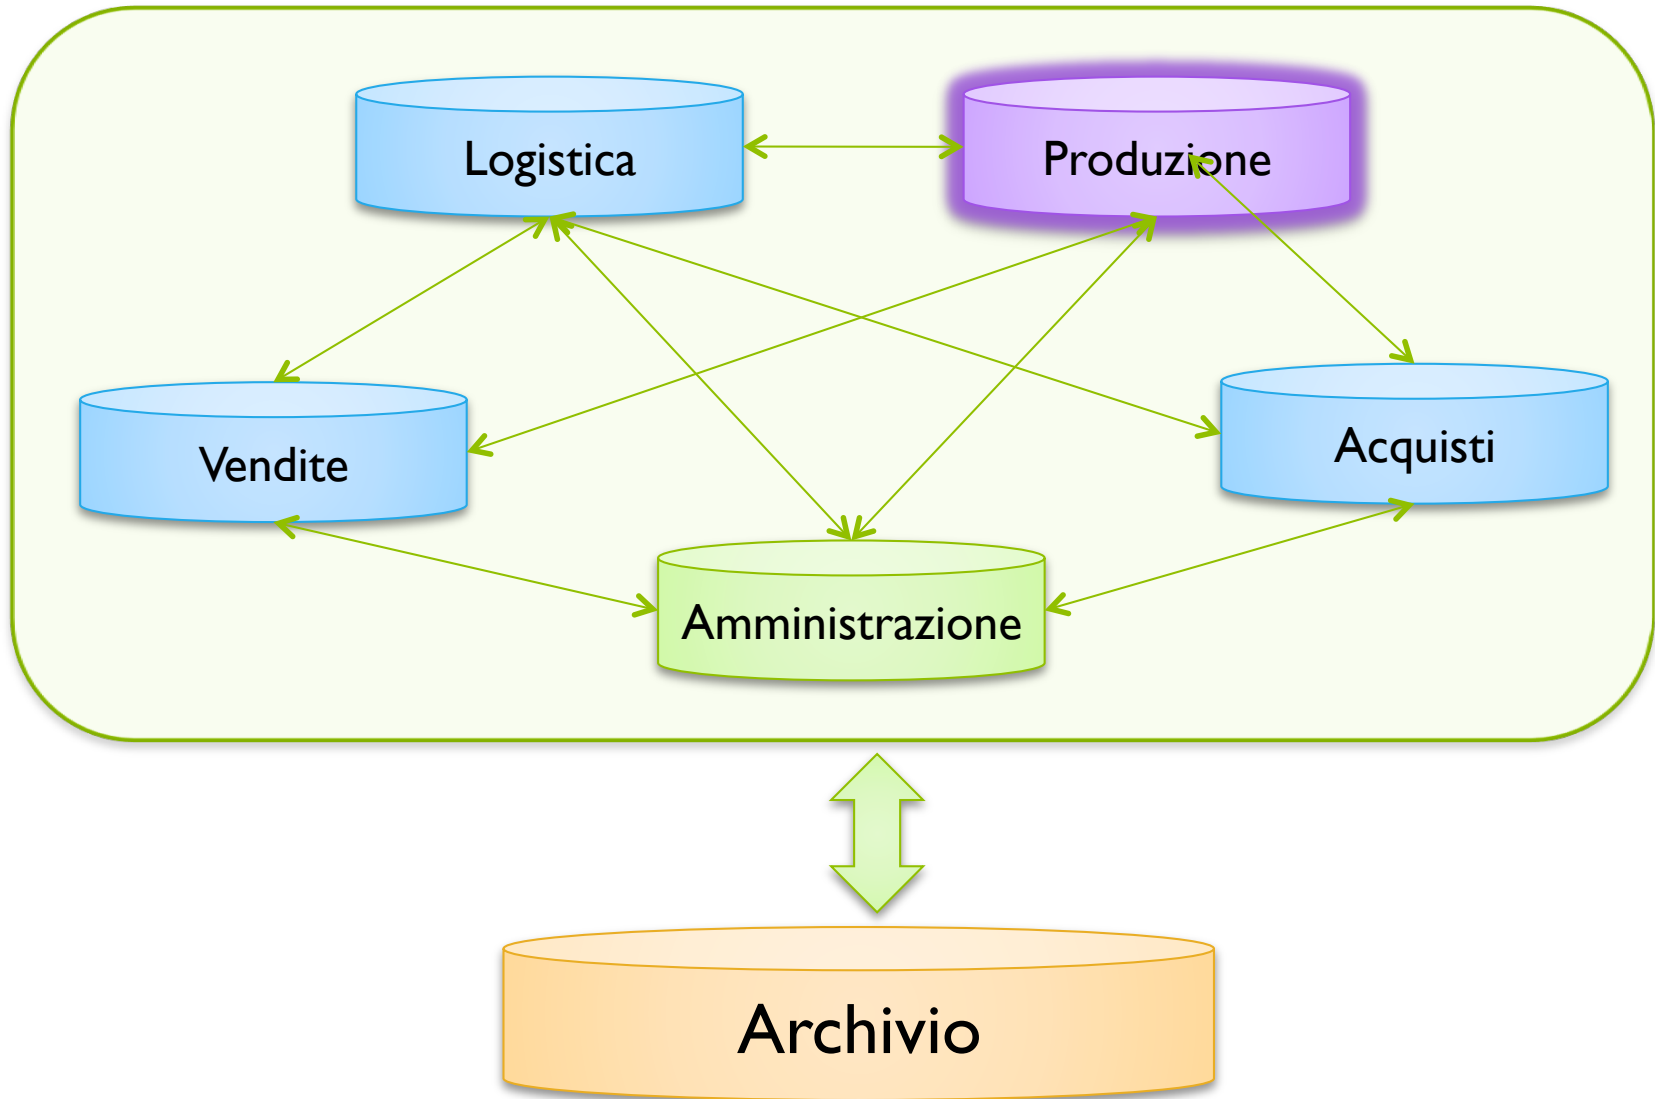 Logistica
Produzione
Vendite
Acquisti
Amministrazione
Archivio